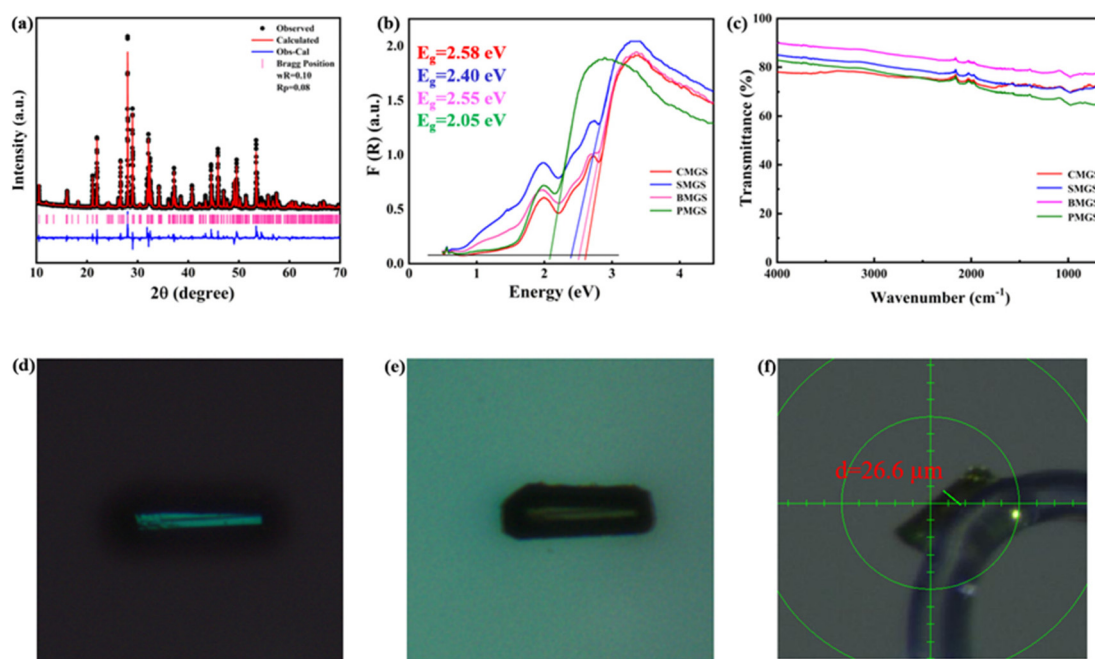 (a)
Observed
Calculated
Obs-Cal
Bragg Position
wR=0.10
Rp=0.08
Intensity (a.u.)
10 20 30 40 50 60 70
2θ (degree)
(b)
E_g=2.58 eV
E_g=2.40 eV
E_g=2.55 eV
E_g=2.05 eV
CMGS
SMGS
BMGS
PMGS
F (R) (a.u.)
2.0
1.5
1.0
0.5
0.0
0 1 2 3 4
Energy (eV)
(c)
100
80
60
40
20
0
Transmittance (%)
CMGS
SMGS
BMGS
PMGS
4000 3000 2000 1000
Wavenumber (cm⁻¹)
(d)
(e)
(f)
d=26.6 μm